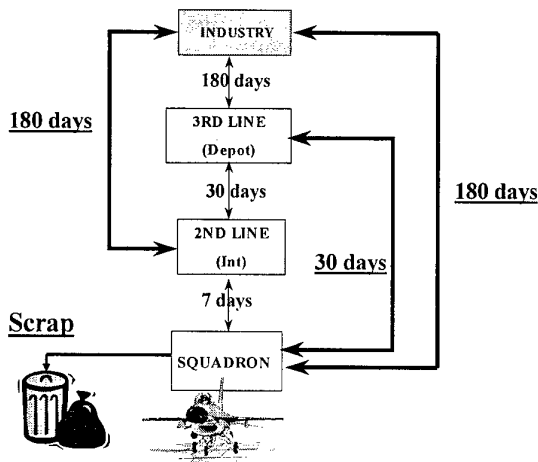 INDUSTRY
180 days
180 days
3RD LINE
(Depot)
30 days
180 days
2ND LINE
(Int)
30 days
7 days
Scrap
SQUADRON